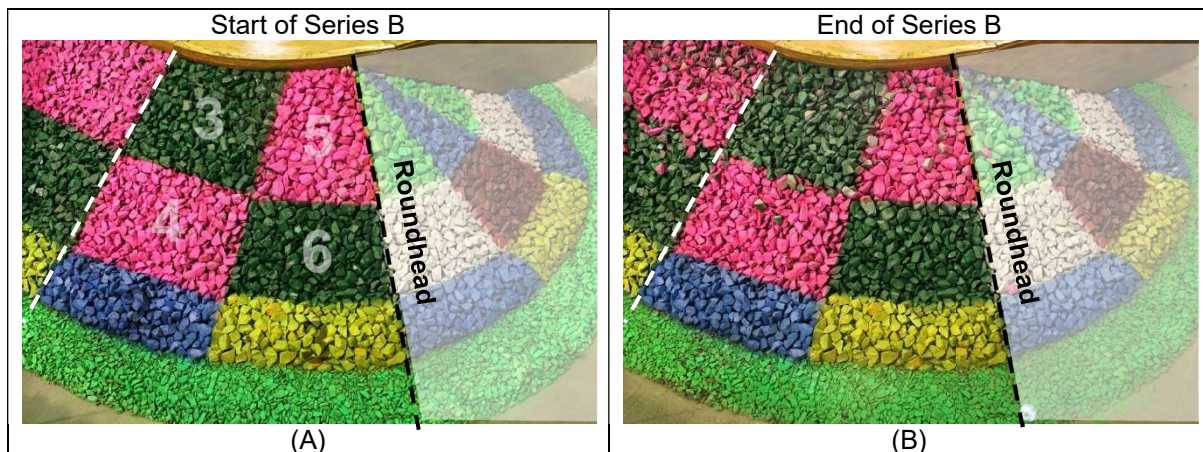 Start of Series B
End of Series B
3
5
4
6
Roundhead
Roundhead
(A)
(B)